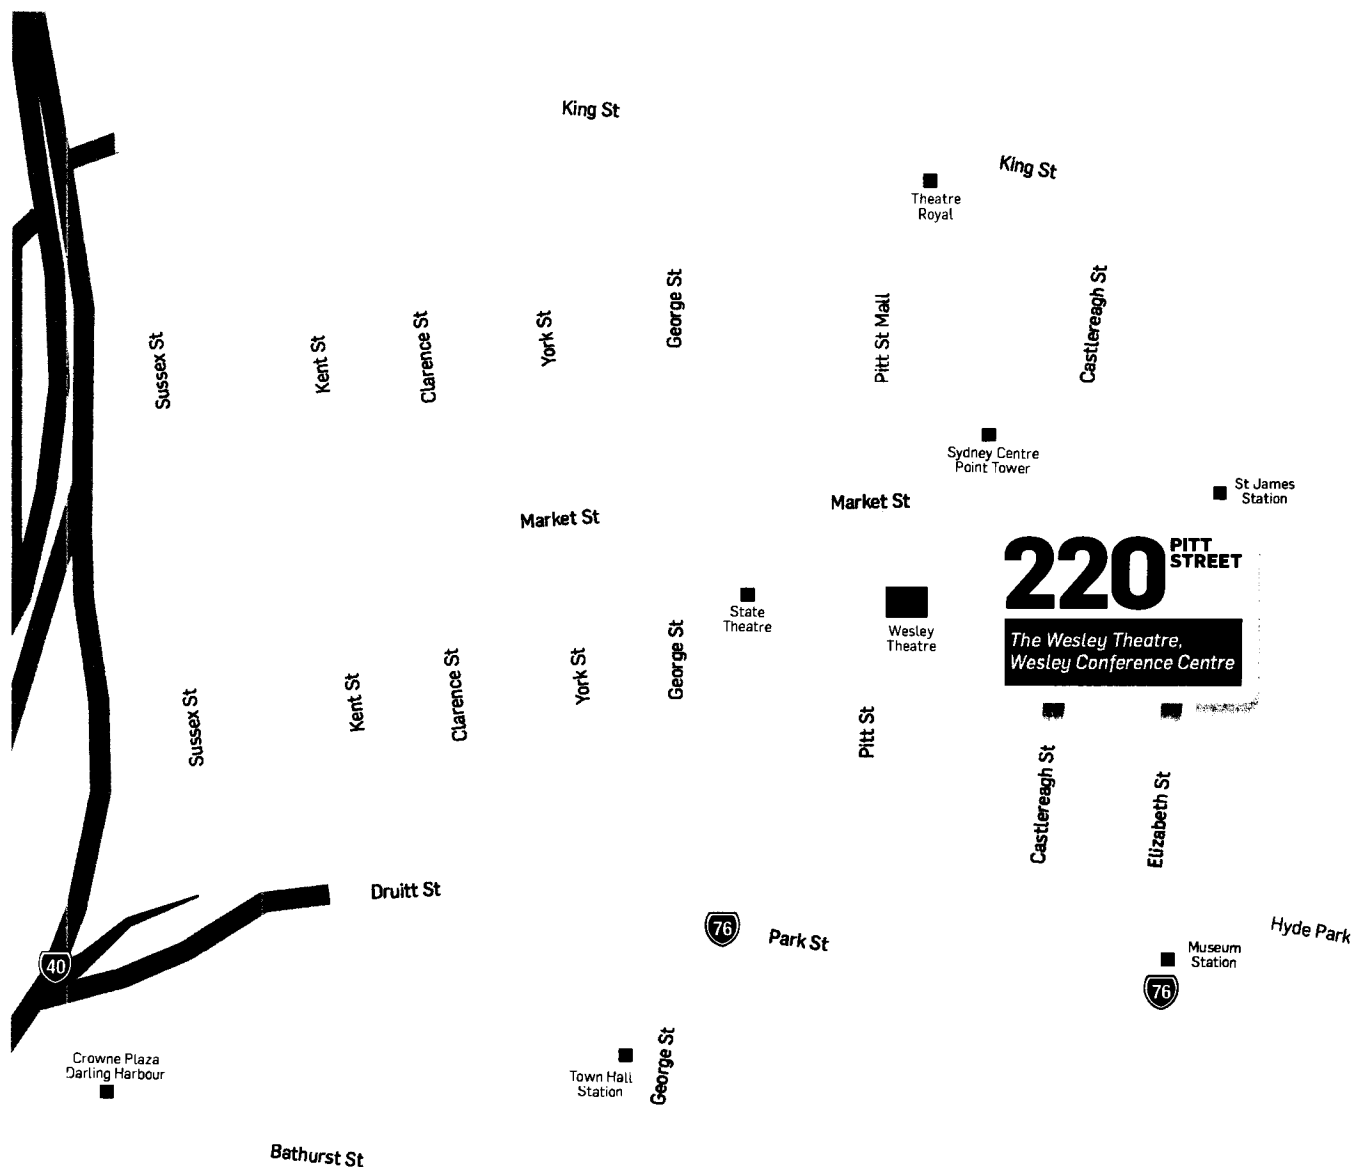 King St
King St
Theatre
Royal
Sussex St
Kent St
Clarence St
York St
George St
Pitt St Mall
Castlereagh St
Sydney Centre
Point Tower
St James
Station
Market St
Market St
220 PITT
STREET
The Wesley Theatre,
Wesley Conference Centre
State
Theatre
Wesley
Theatre
Sussex St
Kent St
Clarence St
York St
George St
Pitt St
Castlereagh St
Elizabeth St
Druitt St
76
Park St
Hyde Park
Museum
Station
76
40
Crowne Plaza
Darling Harbour
Town Hall
Station
George St
Bathurst St